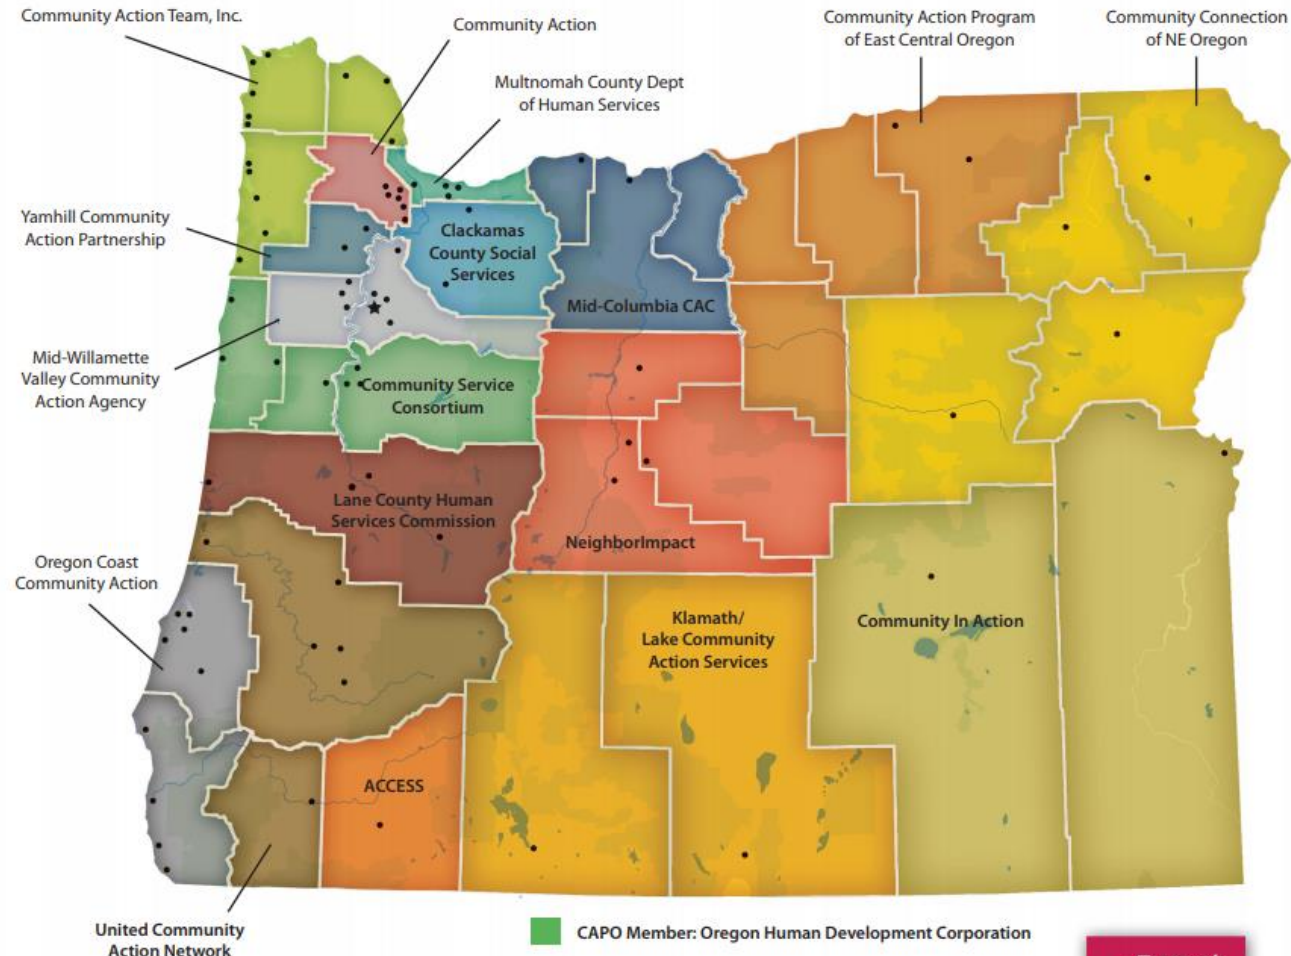 Community Action Team, Inc.
Community Action
Community Action Program
of East Central Oregon
Community Connection
of NE Oregon
Multnomah County Dept
of Human Services
Yamhill Community
Action Partnership
Clackamas
County Social
Services
Mid-Columbia CAC
Mid-Willamette
Valley Community
Action Agency
Community Service
Consortium
Lane County Human
Services Commission
NeighborImpact
Oregon Coast
Community Action
Klamath/
Lake Community
Action Services
Community In Action
ACCESS
United Community
Action Network
CAPO Member: Oregon Human Development Corporation